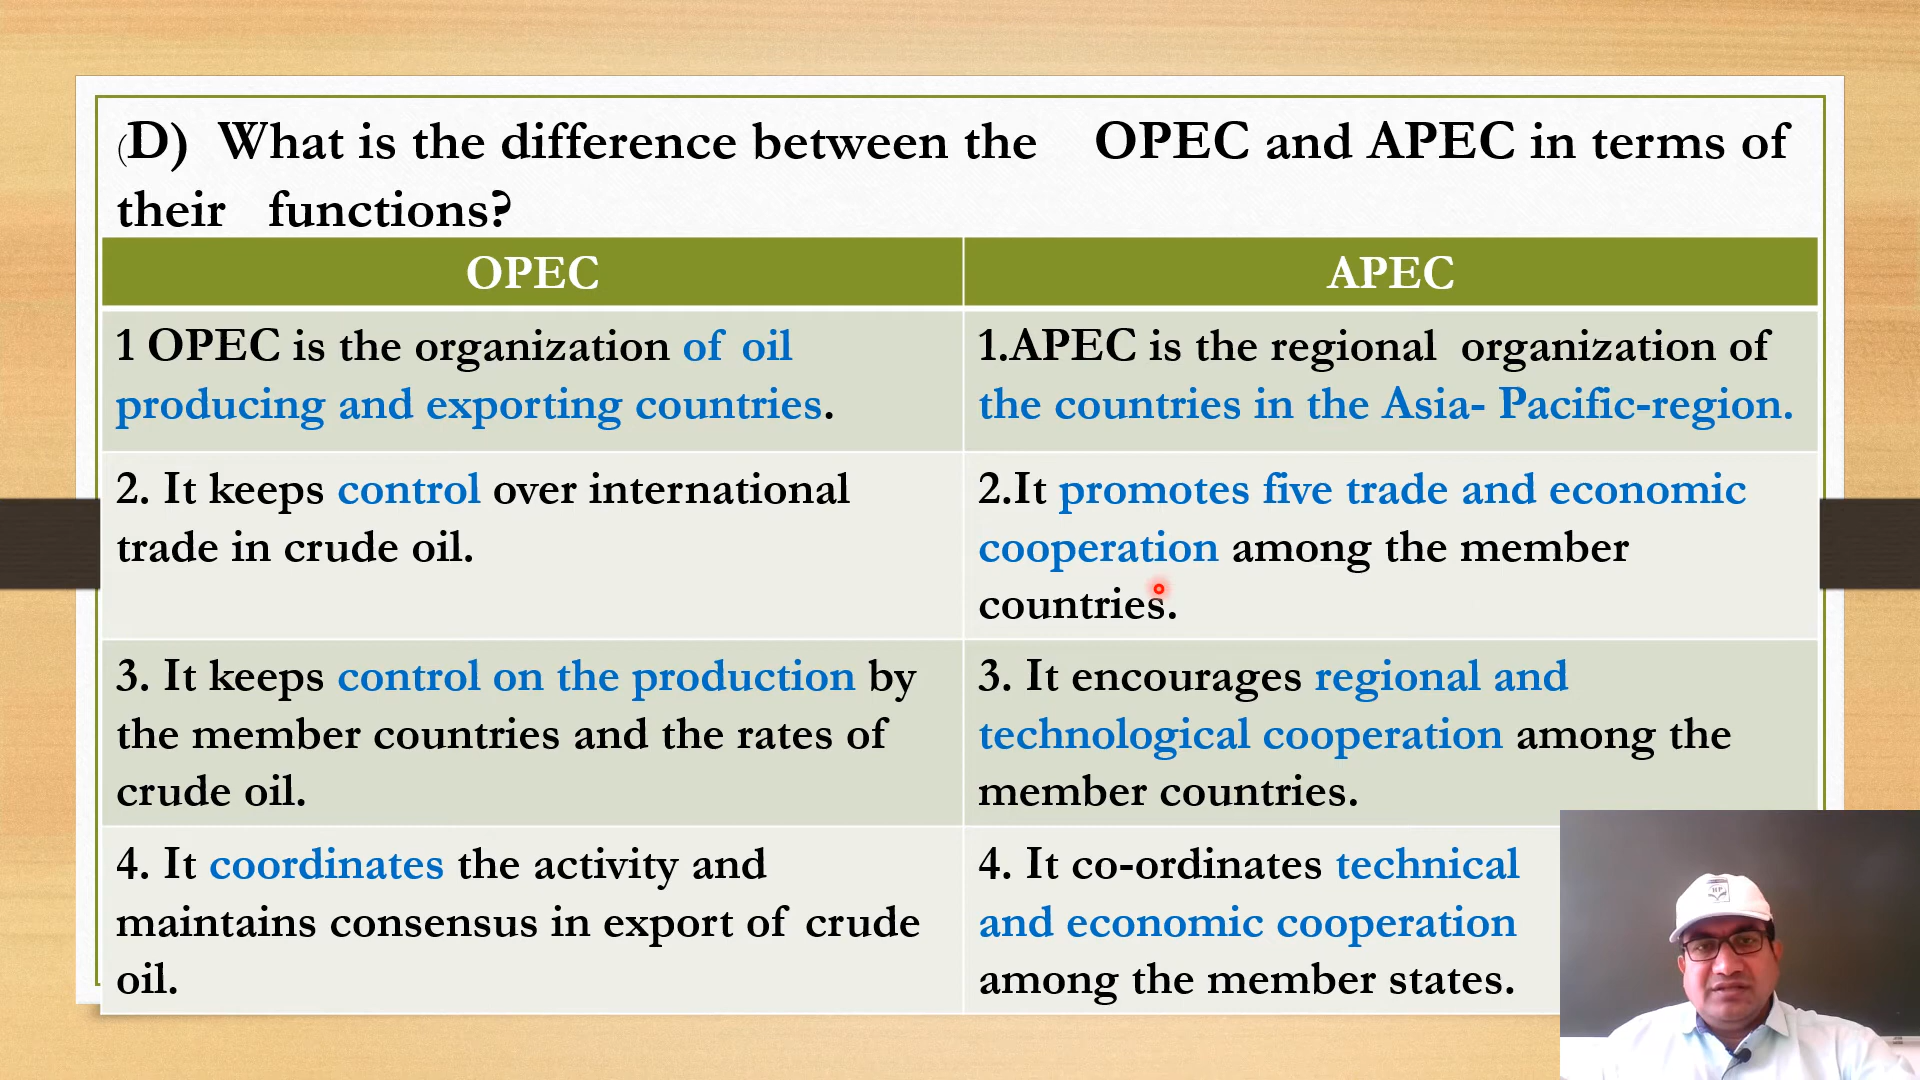 (D) What is the difference between the OPEC and APEC in terms of
their functions?
OPEC
APEC
1 OPEC is the organization of oil
producing and exporting countries.
1.APEC is the regional organization of
the countries in the Asia- Pacific-region.
2. It keeps control over international
trade in crude oil.
2.It promotes five trade and economic
cooperation among the member
countries.
3. It keeps control on the production by
the member countries and the rates of
crude oil.
3. It encourages regional and
technological cooperation among the
member countries.
4. It coordinates the activity and
maintains consensus in export of crude
oil.
4. It co-ordinates technical
and economic cooperation
among the member states.
HP